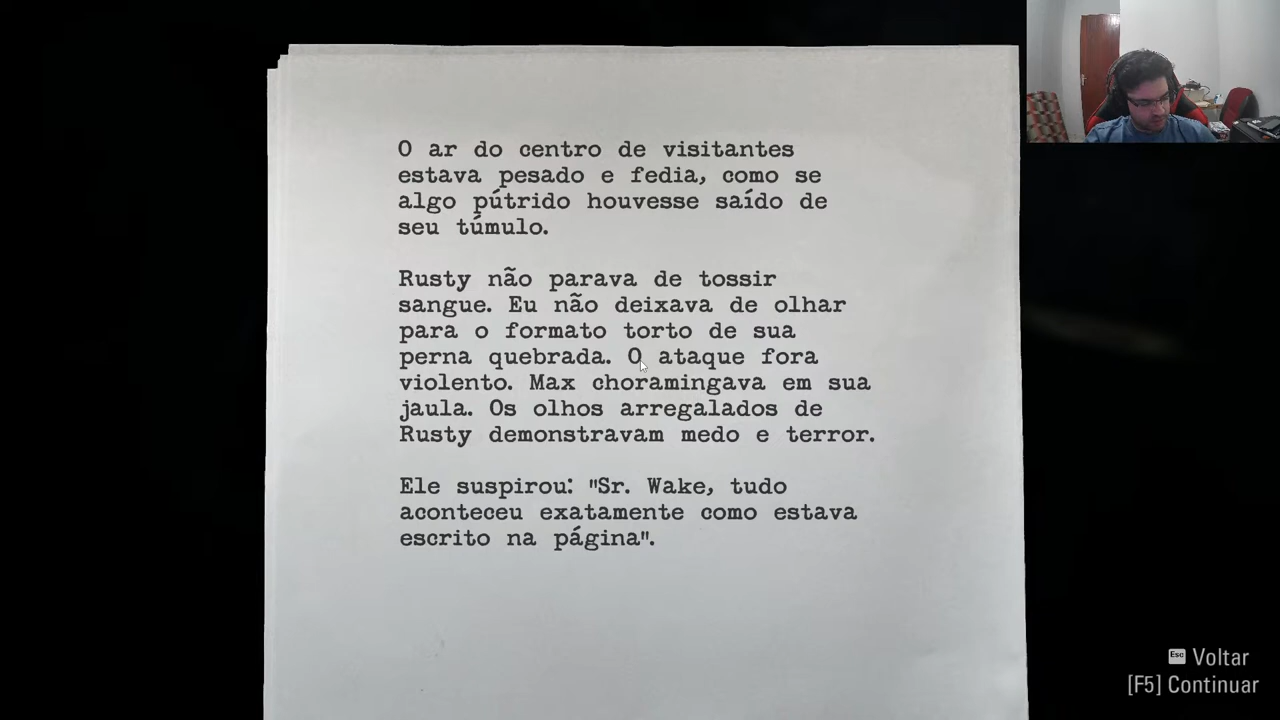 O ar do centro de visitantes
estava pesado e fedia, como se
algo pútrido houvesse saído de
seu túmulo.
Rusty não parava de tossir
sangue. Eu não deixava de olhar
para o formato torto de sua
perna quebrada. O ataque fora
violento. Max choramingava em sua
jaula. Os olhos arregalados de
Rusty demonstravam medo e terror.
Ele suspirou: "Sr. Wake, tudo
aconteceu exatamente como estava
escrito na página".
Esc Voltar
[F5] Continuar